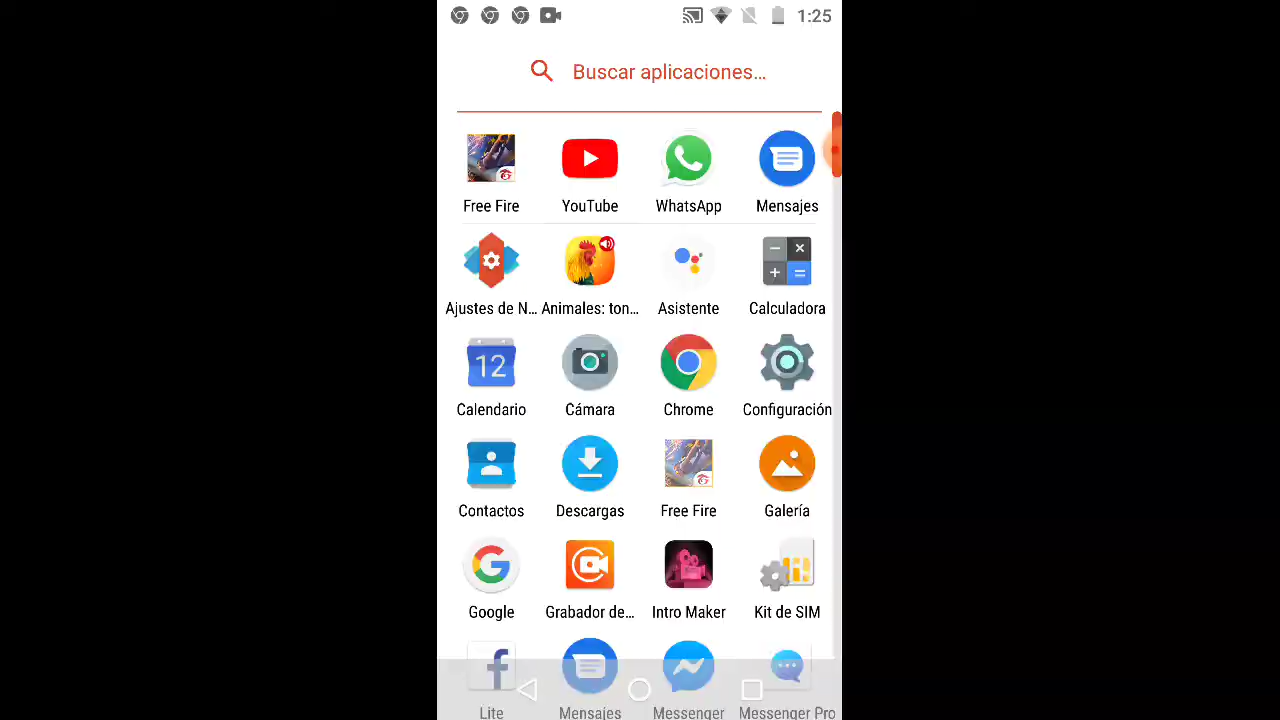 1:25
Buscar aplicaciones...
Free Fire YouTube WhatsApp Mensajes
Ajustes de N... Animales: ton... Asistente Calculadora
12
Calendario Cámara Chrome Configuración
Contactos Descargas Free Fire Galería
Google Grabador de... Intro Maker Kit de SIM
Lite Mensajes Messenger Messenger Pro